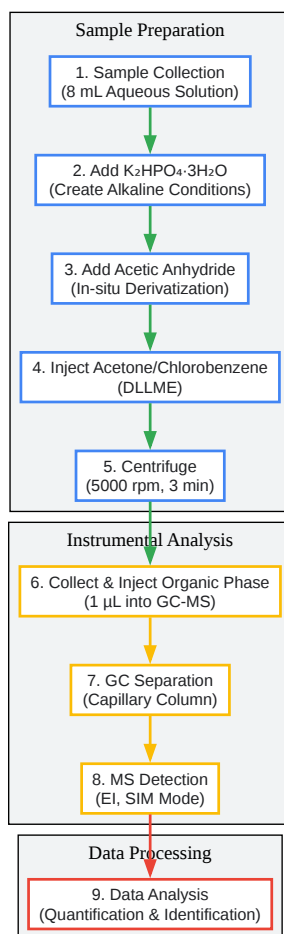 Sample Preparation
1. Sample Collection
(8 mL Aqueous Solution)
2. Add K₂HPO₄·3H₂O
(Create Alkaline Conditions)
3. Add Acetic Anhydride
(In-situ Derivatization)
4. Inject Acetone/Chlorobenzene
(DLLME)
5. Centrifuge
(5000 rpm, 3 min)
Instrumental Analysis
6. Collect & Inject Organic Phase
(1 µL into GC-MS)
7. GC Separation
(Capillary Column)
8. MS Detection
(EI, SIM Mode)
Data Processing
9. Data Analysis
(Quantification & Identification)